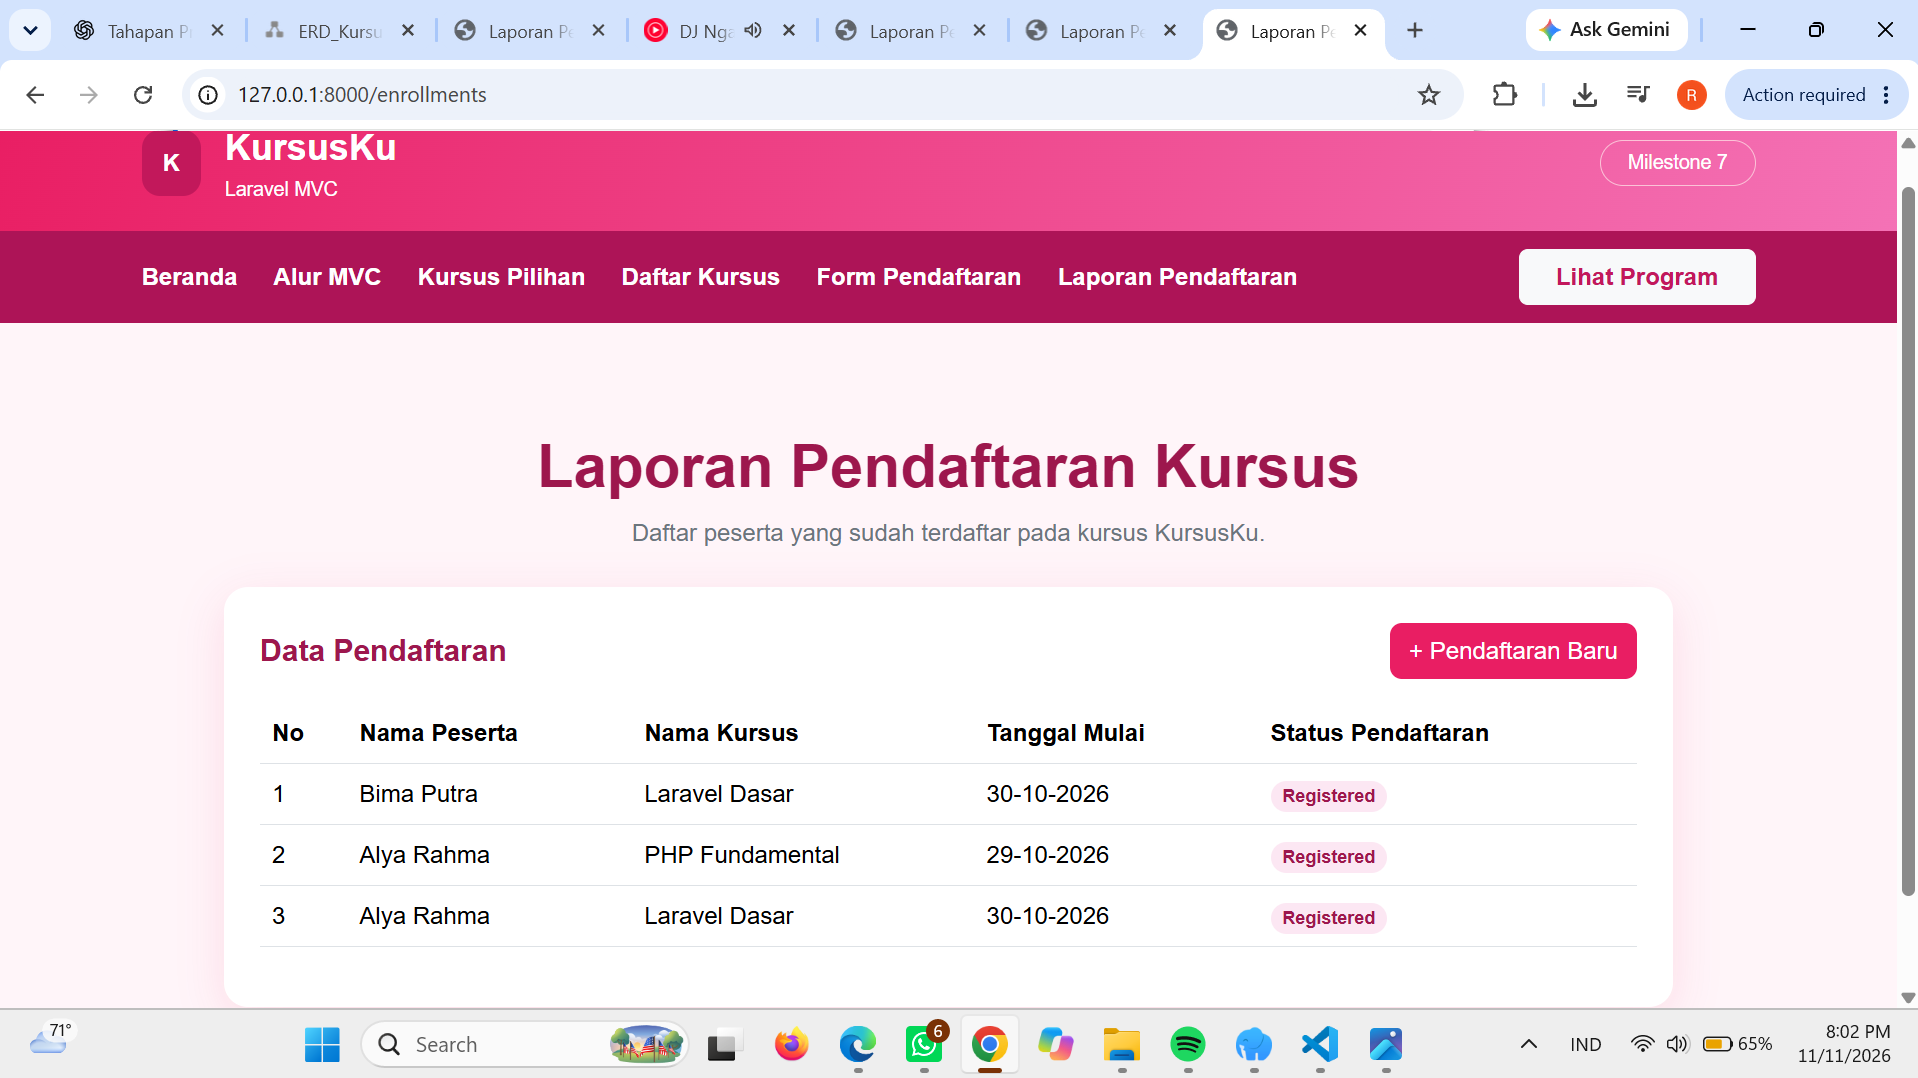 Tahapan P
ERD_Kursu
Laporan Pe
DJ Nga
Laporan Pe
Laporan Pe
Laporan Pe
Ask Gemini
127.0.0.1:8000/enrollments
R
Action required
K
KursusKu
Laravel MVC
Milestone 7
Beranda
Alur MVC
Kursus Pilihan
Daftar Kursus
Form Pendaftaran
Laporan Pendaftaran
Lihat Program
Laporan Pendaftaran Kursus
Daftar peserta yang sudah terdaftar pada kursus KursusKu.
Data Pendaftaran
+ Pendaftaran Baru
No Nama Peserta Nama Kursus Tanggal Mulai Status Pendaftaran
1 Bima Putra Laravel Dasar 30-10-2026 Registered
2 Alya Rahma PHP Fundamental 29-10-2026 Registered
3 Alya Rahma Laravel Dasar 30-10-2026 Registered
71°
Search
6
IND
65%
8:02 PM
11/11/2026